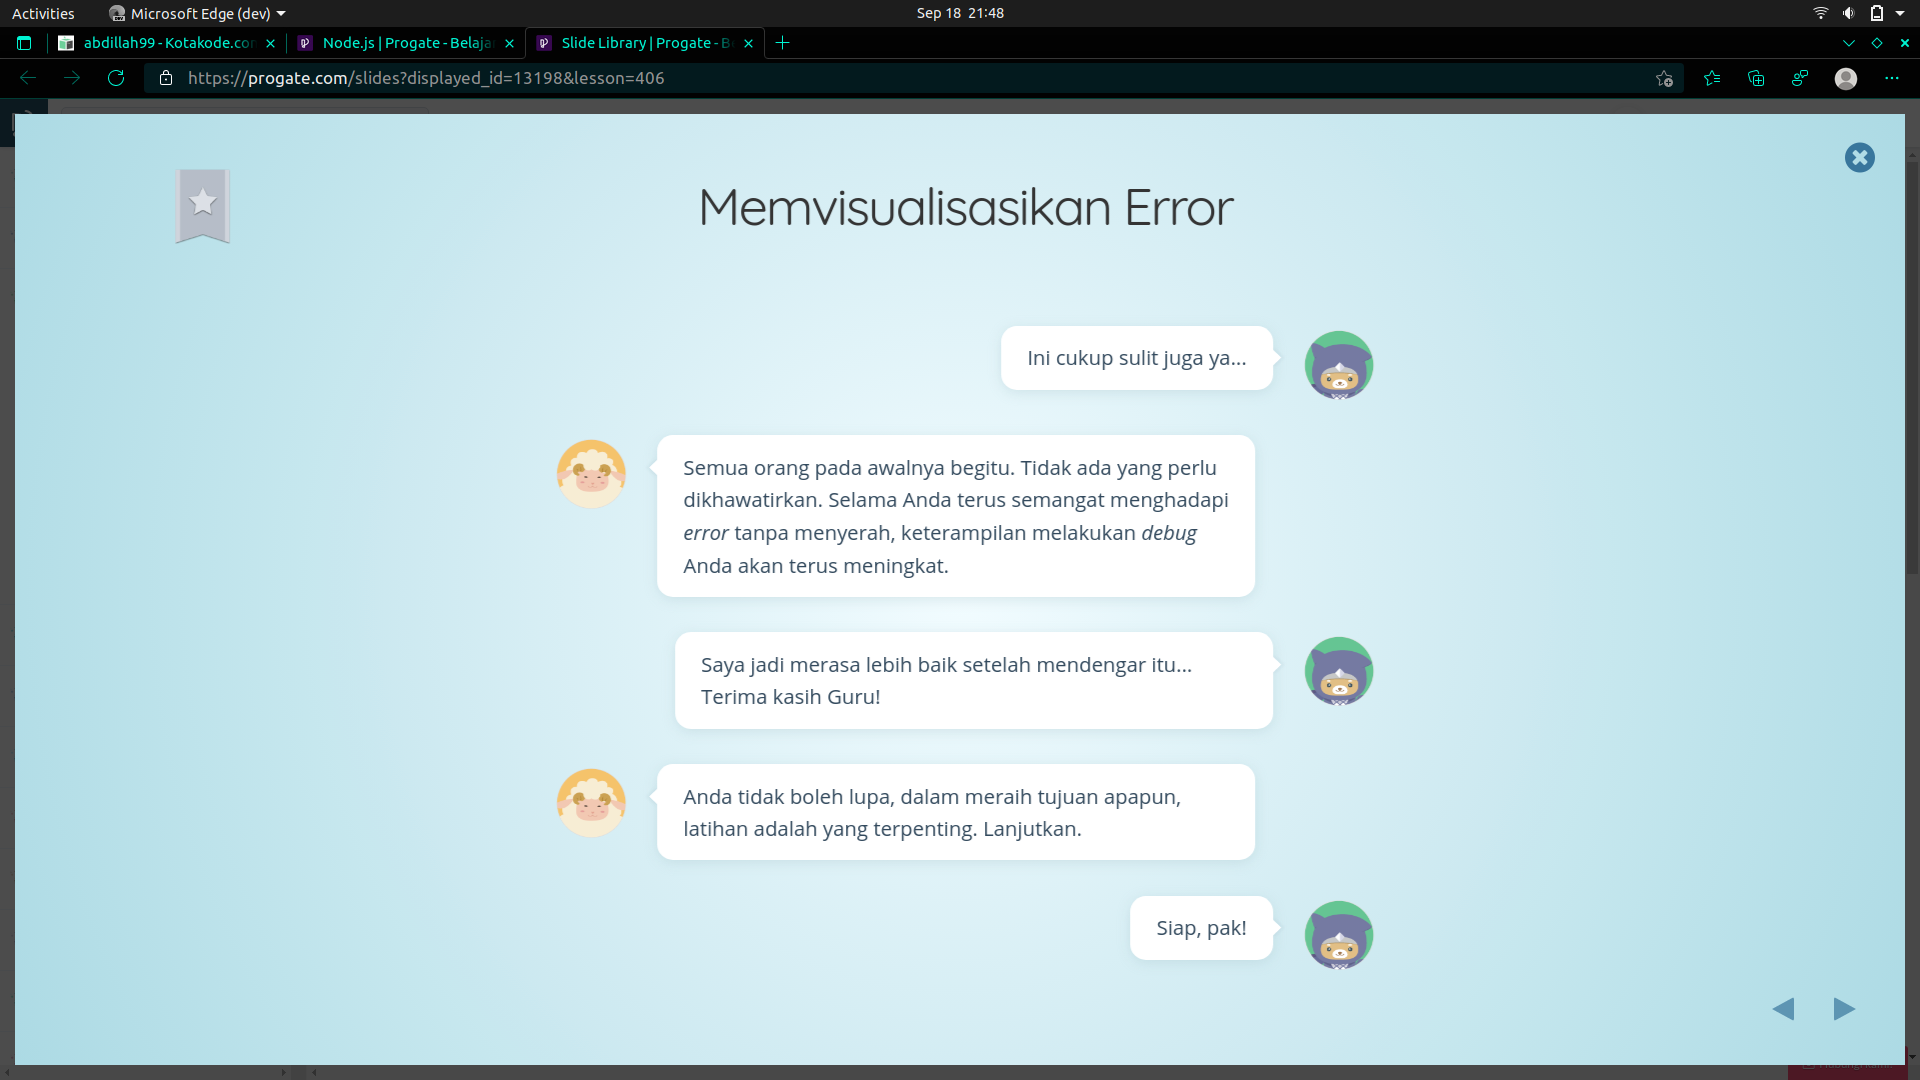 Activities
Microsoft Edge (dev)
Sep 18 21:48
abdillah99 - Kotakode.com
Node.js | Progate - Belaja
Slide Library | Progate - B
https://progate.com/slides?displayed_id=13198&lesson=406
Memvisualisasikan Error
Ini cukup sulit juga ya...
Semua orang pada awalnya begitu. Tidak ada yang perlu
dikhawatirkan. Selama Anda terus semangat menghadapi
error tanpa menyerah, keterampilan melakukan debug
Anda akan terus meningkat.
Saya jadi merasa lebih baik setelah mendengar itu...
Terima kasih Guru!
Anda tidak boleh lupa, dalam meraih tujuan apapun,
latihan adalah yang terpenting. Lanjutkan.
Siap, pak!